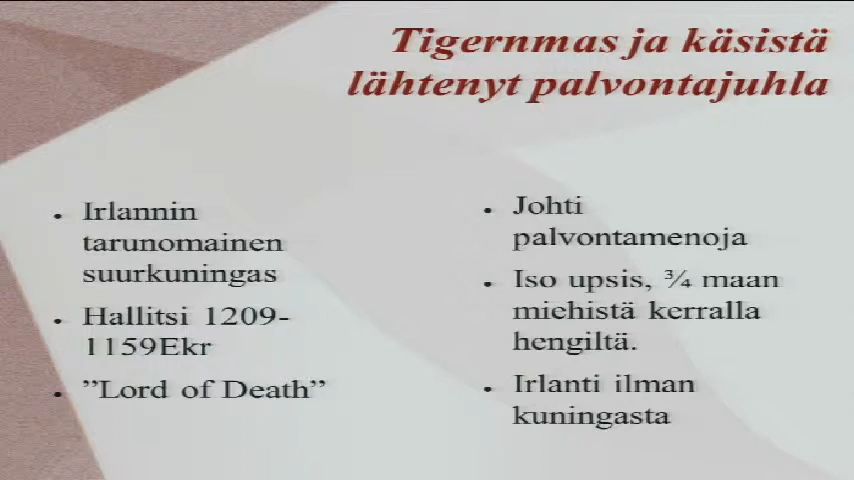 Tigernmas ja käsistä
lähtenyt palvontajuhla
• Irlannin
tarunomainen
suurkuningas
• Hallitsi 1209-
1159Ekr
• ”Lord of Death”
• Johti
palvontamenoja
• Iso upsis, ¾ maan
miehistä kerralla
hengiltä.
• Irlanti ilman
kuningasta